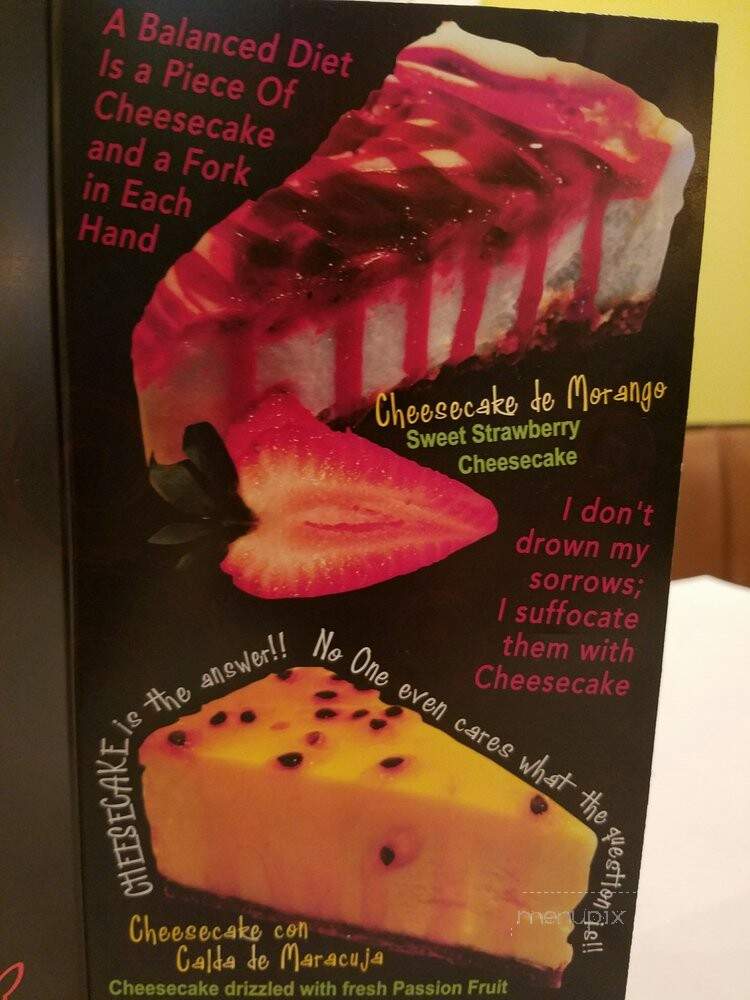 A Balanced Diet
Is a Piece Of
Cheesecake
and a Fork
in Each
Hand
Cheesecake de Morango
Sweet Strawberry
Cheesecake
I don't
drown my
sorrows;
I suffocate
them with
Cheesecake
CHEESECAKE is the answer!! No One even cares what the question is!!
menupix
Cheesecake con
Calda de Maracuja
Cheesecake drizzled with fresh Passion Fruit